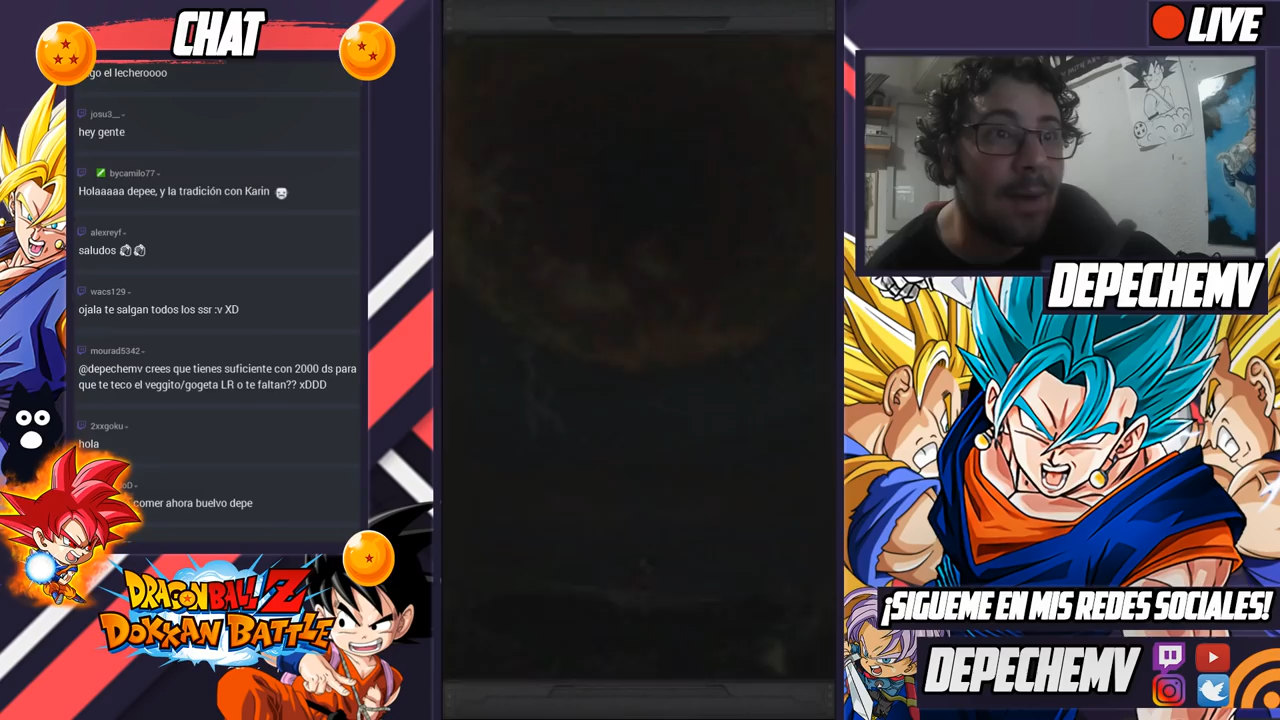 CHAT
go el lecheroooo
josu3__
hey gente
bycamilo77
Holaaaaa depee, y la tradición con Karin
alexreyf
saludos
wacs129
ojala te salgan todos los ssr :v XD
mourad5342
@depechemv crees que tienes suficiente con 2000 ds para
que te teco el veggito/gogeta LR o te faltan?? xDDD
2xxgoku
hola
oD
comer ahora buelvo depe
DRAGON BALL Z
DOKKAN BATTLE
LIVE
DEPECHEMV
¡SIGUEME EN MIS REDES SOCIALES!
DEPECHEMV